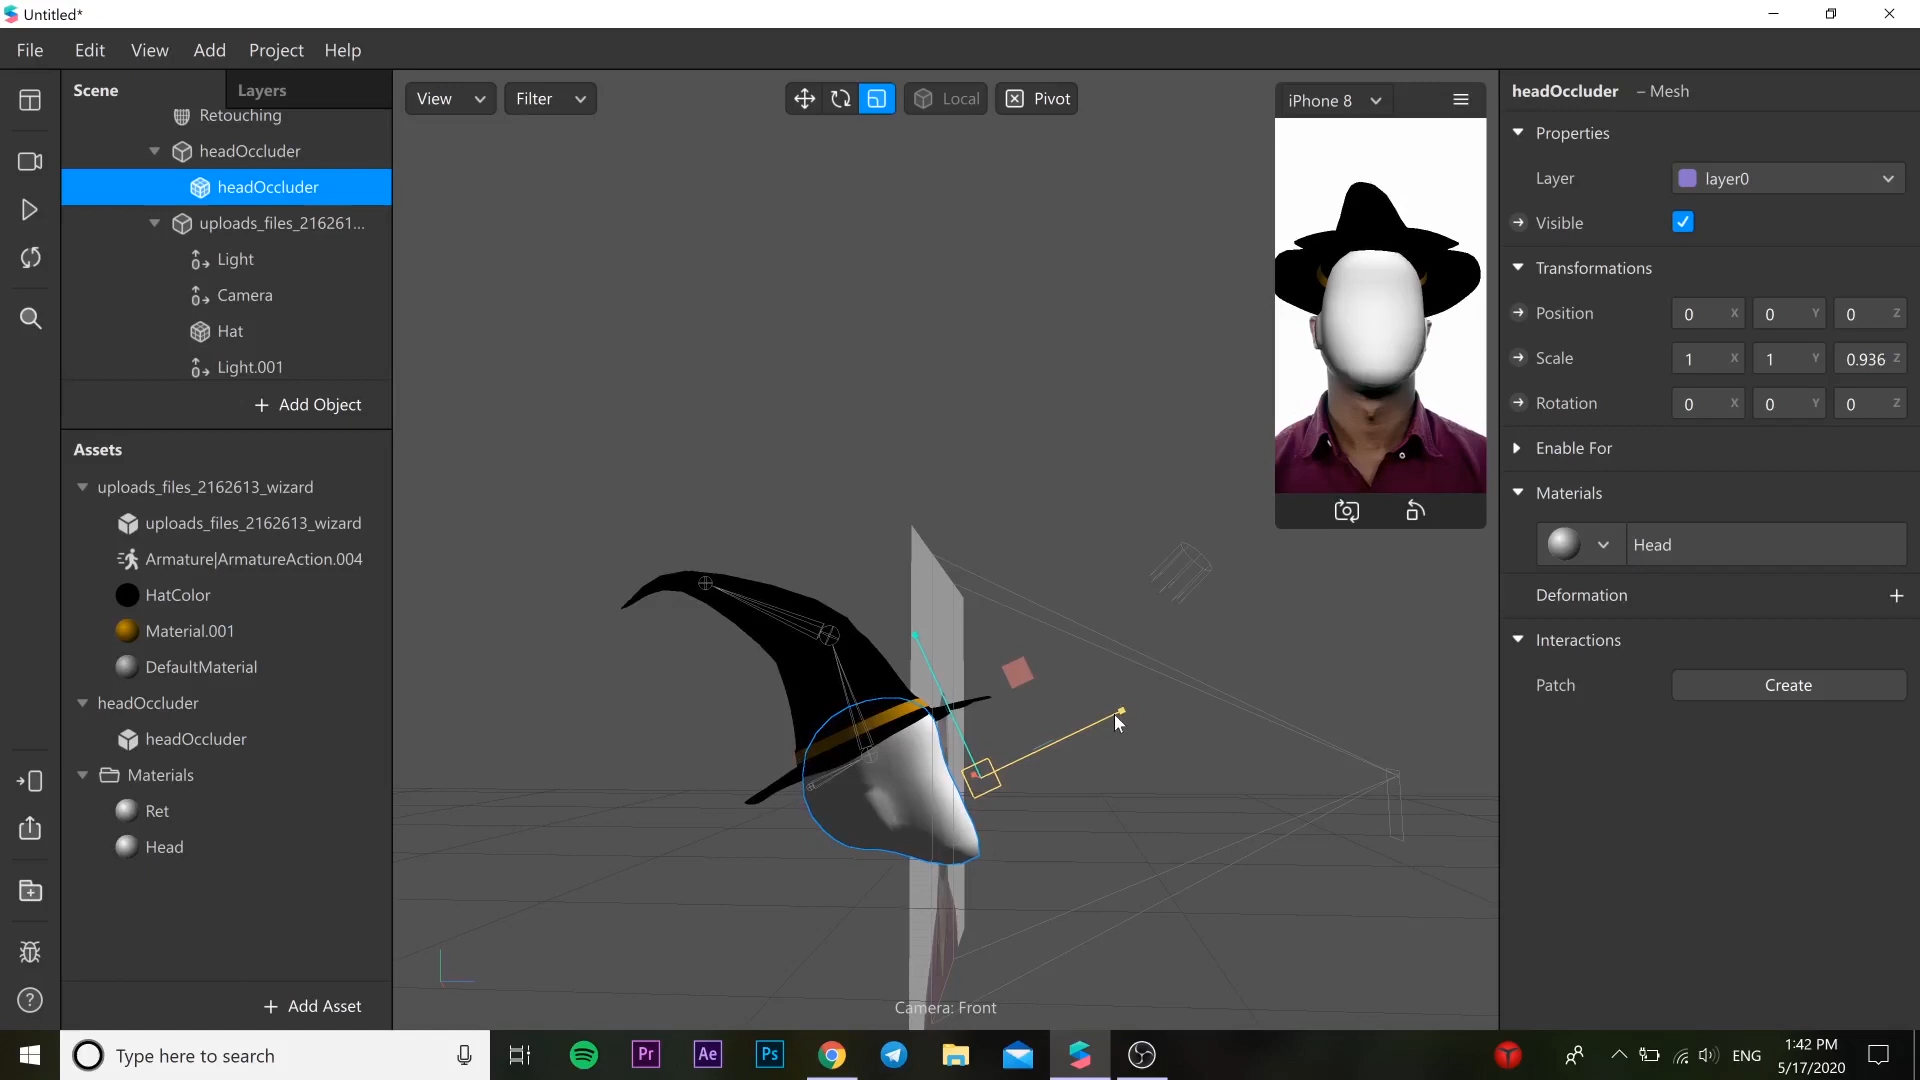 Untitled*
File Edit View Add Project Help
Scene Layers
Retouching
headOccluder
headOccluder
uploads_files_216261...
Light
Camera
Hat
Light.001
+ Add Object
Assets
uploads_files_2162613_wizard
uploads_files_2162613_wizard
Armature|ArmatureAction.004
HatColor
Material.001
DefaultMaterial
headOccluder
headOccluder
Materials
Ret
Head
+ Add Asset
View Filter Local Pivot
iPhone 8
Camera: Front
headOccluder – Mesh
Properties
Layer layer0
Visible
Transformations
Position 0 X 0 Y 0 Z
Scale 1 X 1 Y 0.936 Z
Rotation 0 X 0 Y 0 Z
Enable For
Materials
Head
Deformation +
Interactions
Patch Create
Type here to search
Pr Ae Ps
ENG
1:42 PM
5/17/2020